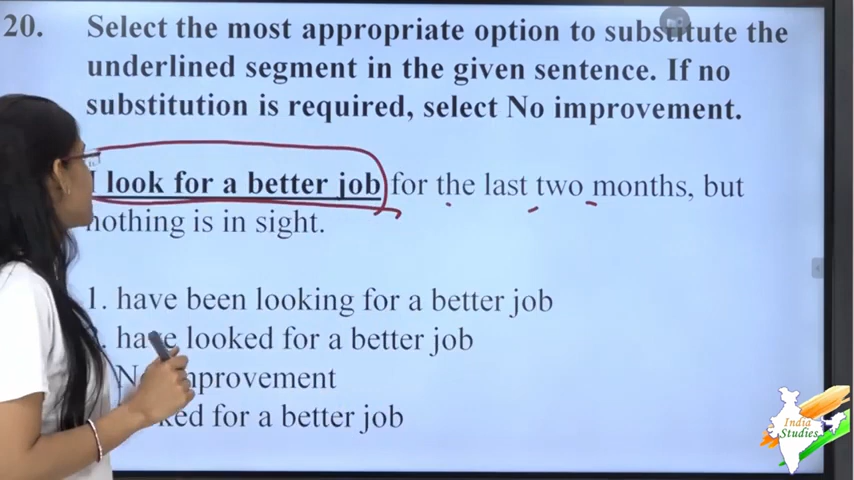 20. Select the most appropriate option to substitute the
underlined segment in the given sentence. If no
substitution is required, select No improvement.
I look for a better job for the last two months, but
nothing is in sight.
1. have been looking for a better job
. have looked for a better job
improvement
for a better job
India
Studies